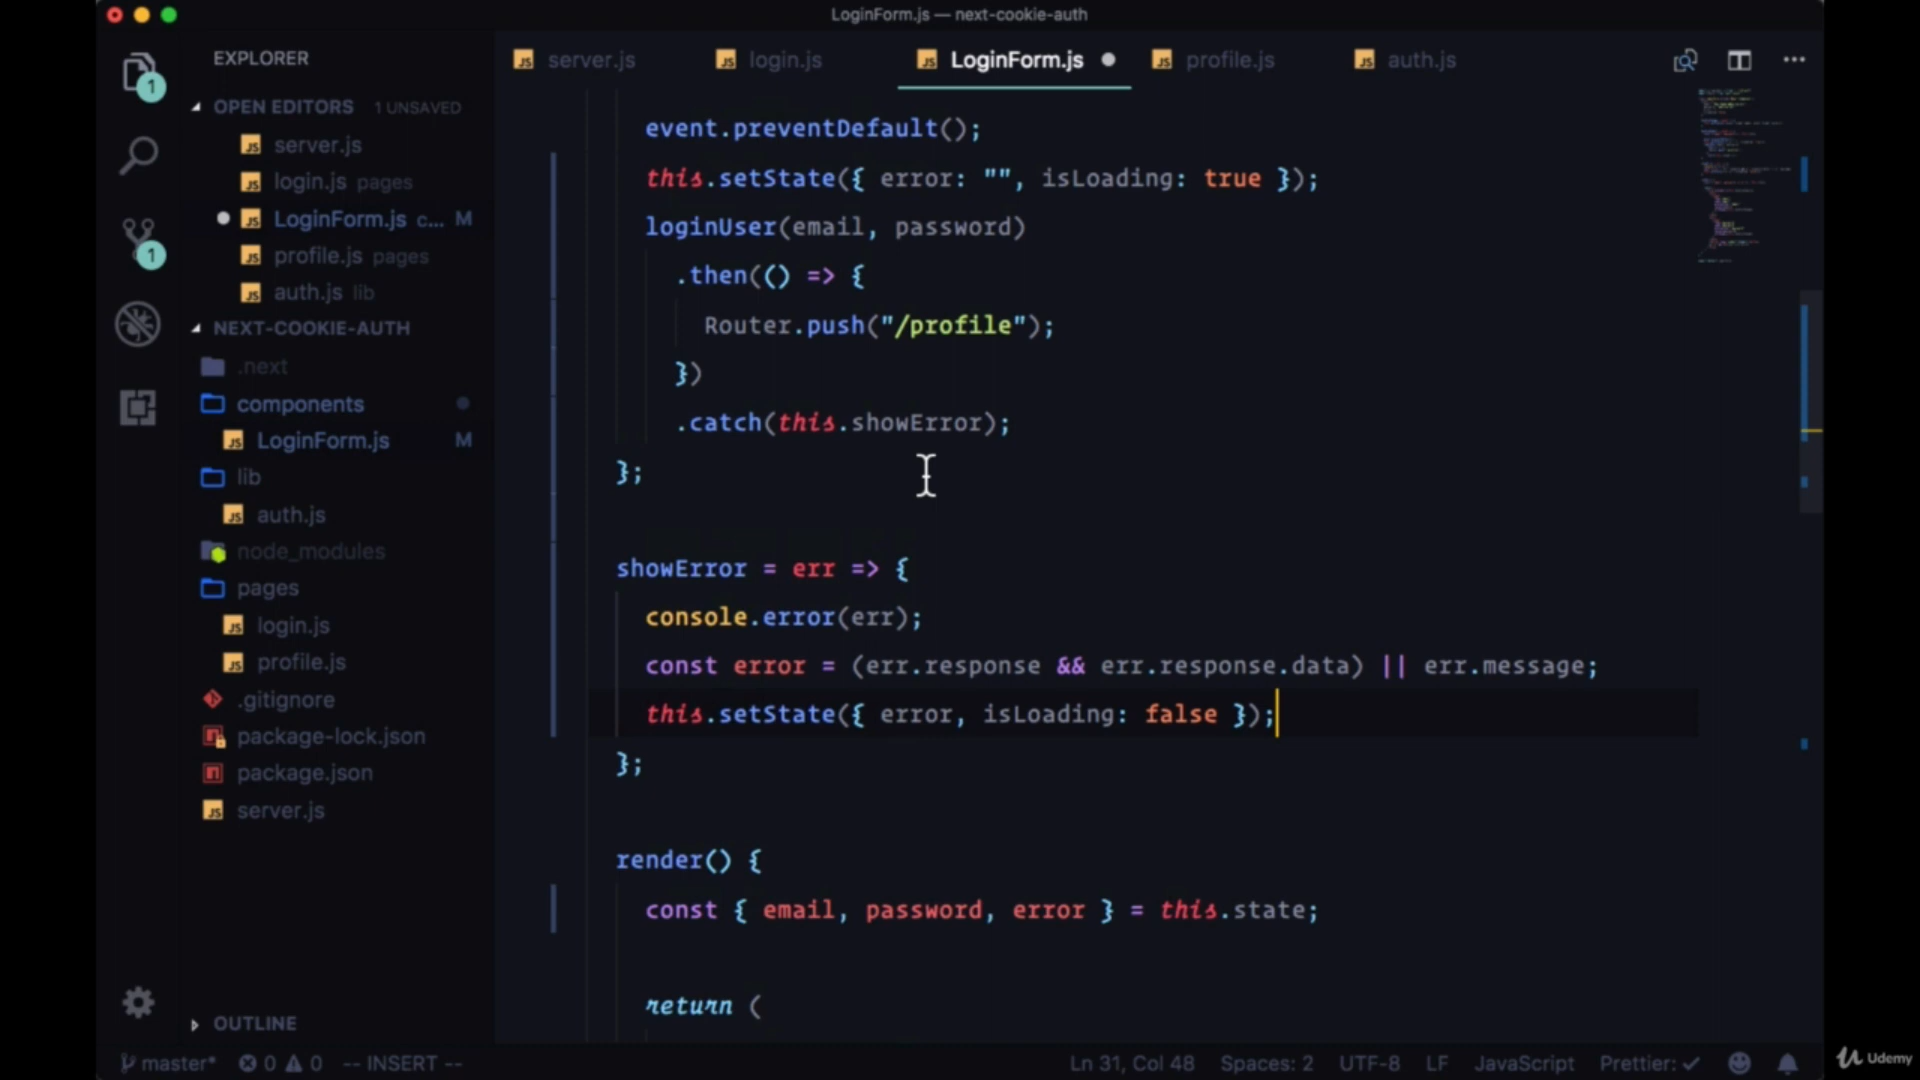 LoginForm.js — next-cookie-auth
EXPLORER
OPEN EDITORS 1 UNSAVED
server.js
login.js pages
LoginForm.js c... M
profile.js pages
auth.js lib
NEXT-COOKIE-AUTH
.next
components
LoginForm.js M
lib
auth.js
node_modules
pages
login.js
profile.js
.gitignore
package-lock.json
package.json
server.js
OUTLINE
1
1
server.js login.js LoginForm.js profile.js auth.js
event.preventDefault();
this.setState({ error: "", isLoading: true });
loginUser(email, password)
.then(() => {
Router.push("/profile");
})
.catch(this.showError);
};
showError = err => {
console.error(err);
const error = (err.response && err.response.data) || err.message;
this.setState({ error, isLoading: false });
};
render() {
const { email, password, error } = this.state;
return (
master* 0 0 -- INSERT -- Ln 31, Col 48 Spaces: 2 UTF-8 LF JavaScript Prettier: ✓
Udemy